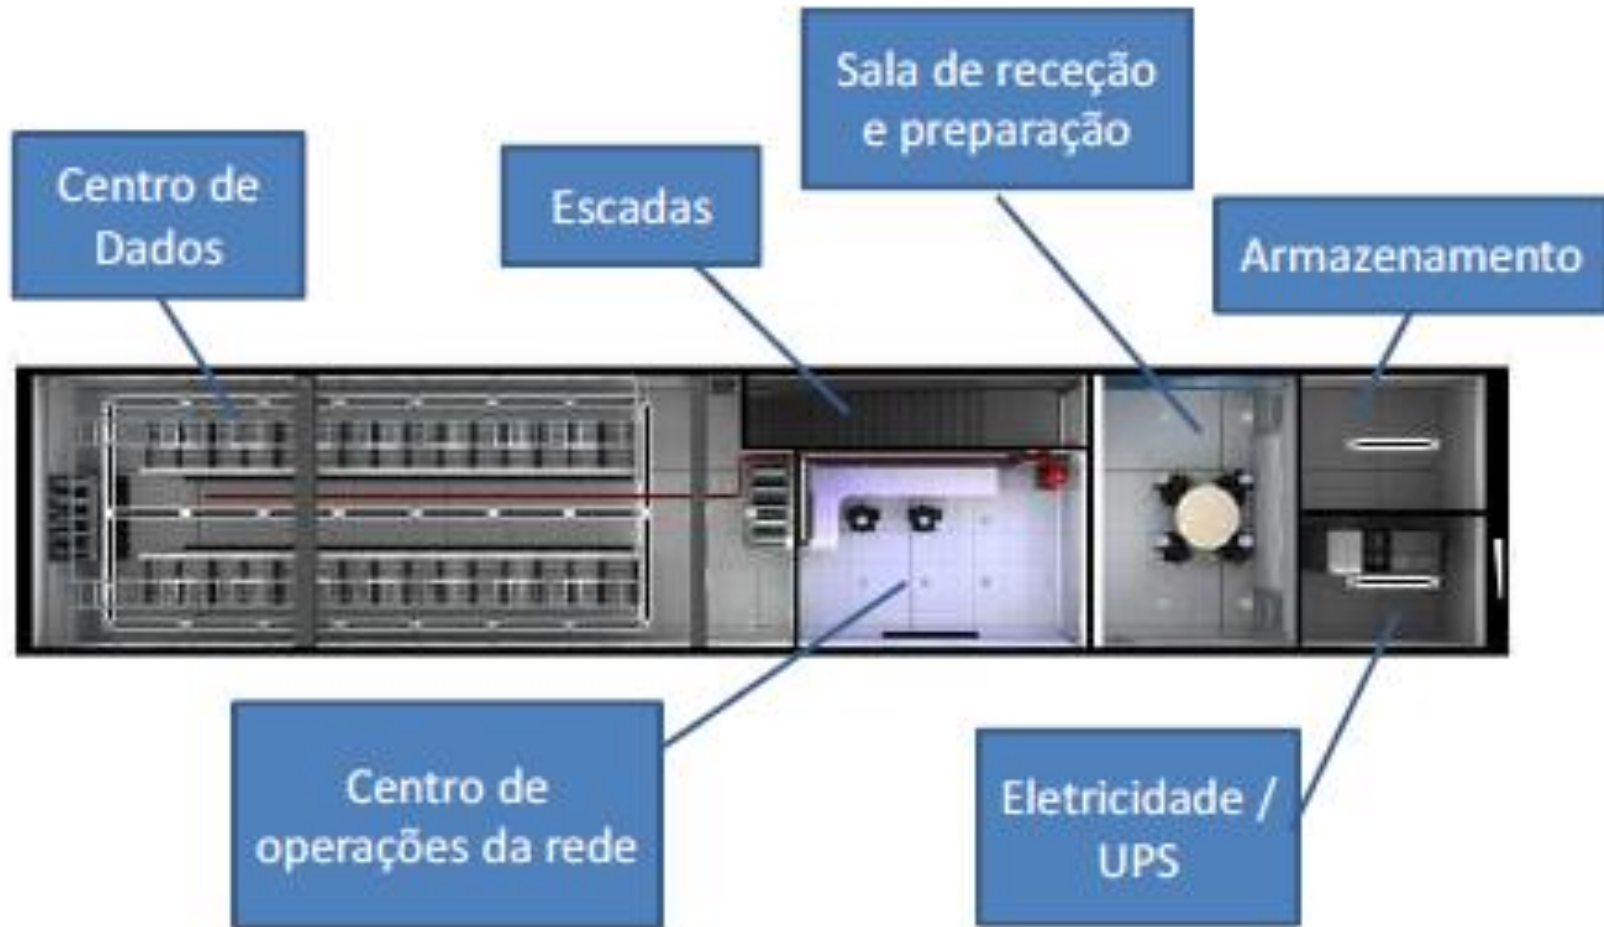 Sala de receção
e preparação
Centro de
Dados
Escadas
Armazenamento
Centro de
operações da rede
Eletricidade /
UPS